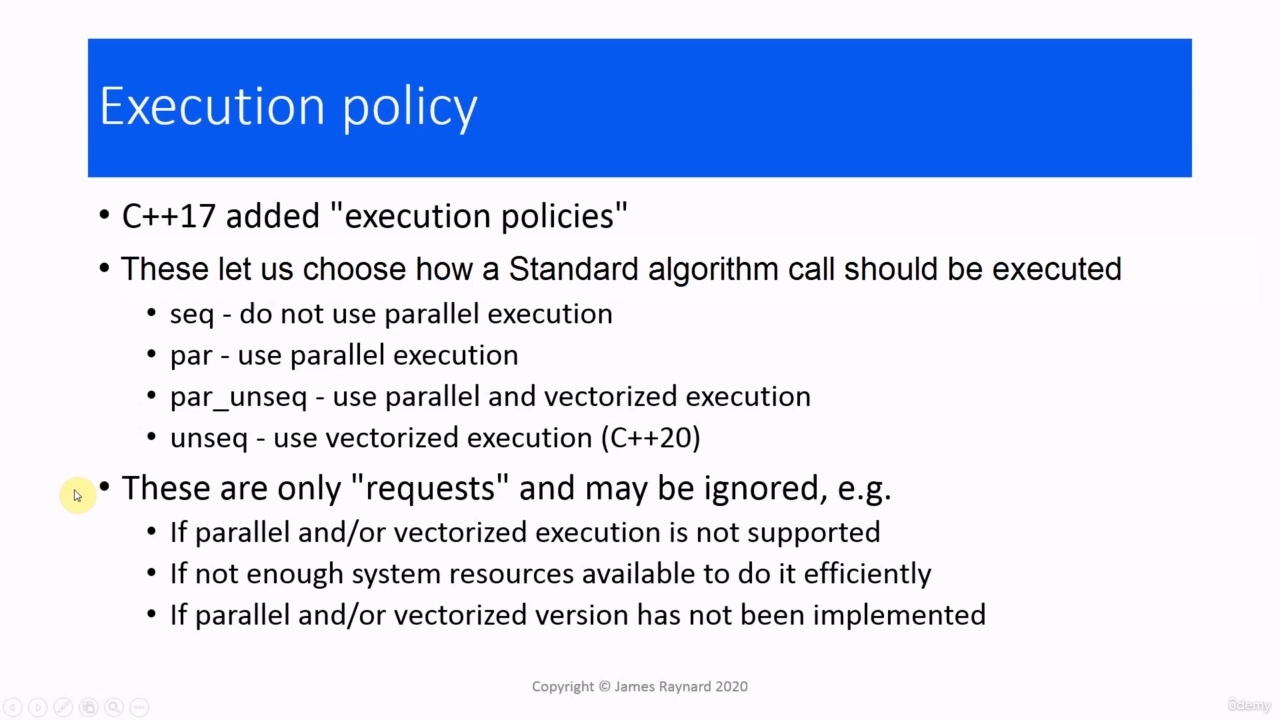 Execution policy
• C++17 added "execution policies"
• These let us choose how a Standard algorithm call should be executed
• seq - do not use parallel execution
• par - use parallel execution
• par_unseq - use parallel and vectorized execution
• unseq - use vectorized execution (C++20)
• These are only "requests" and may be ignored, e.g.
• If parallel and/or vectorized execution is not supported
• If not enough system resources available to do it efficiently
• If parallel and/or vectorized version has not been implemented
Copyright © James Raynard 2020
ûdemy